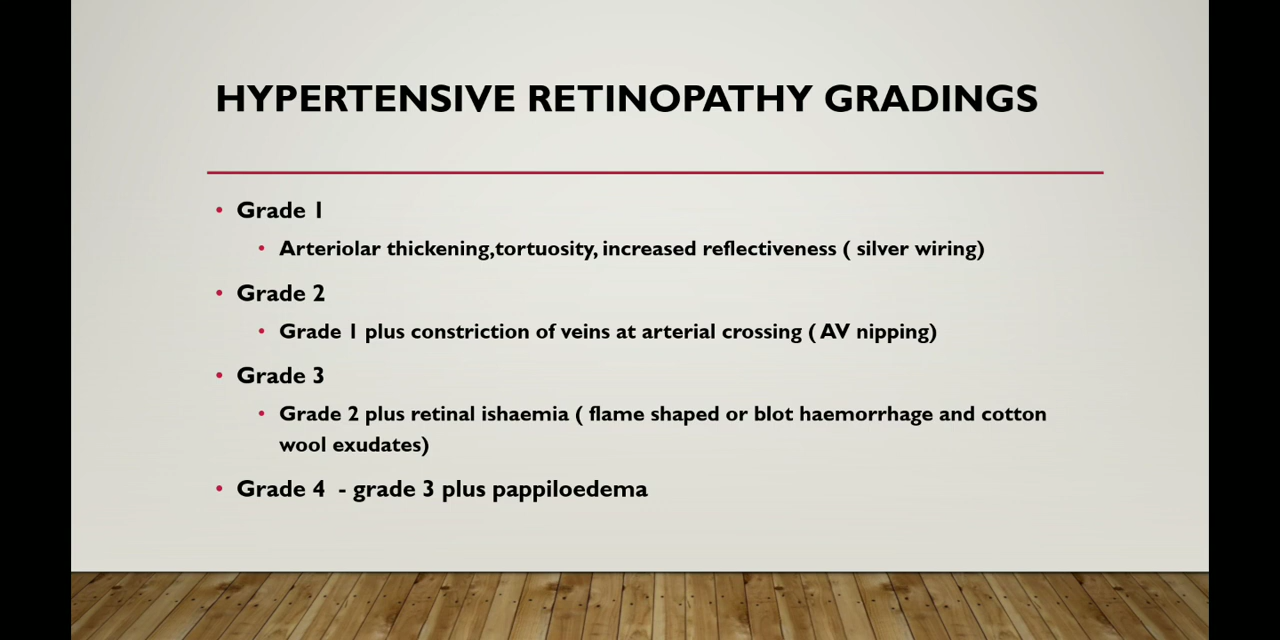 HYPERTENSIVE RETINOPATHY GRADINGS
• Grade 1
• Arteriolar thickening,tortuosity, increased reflectiveness ( silver wiring)
• Grade 2
• Grade 1 plus constriction of veins at arterial crossing ( AV nipping)
• Grade 3
• Grade 2 plus retinal ishaemia ( flame shaped or blot haemorrhage and cotton
wool exudates)
• Grade 4  - grade 3 plus pappiloedema